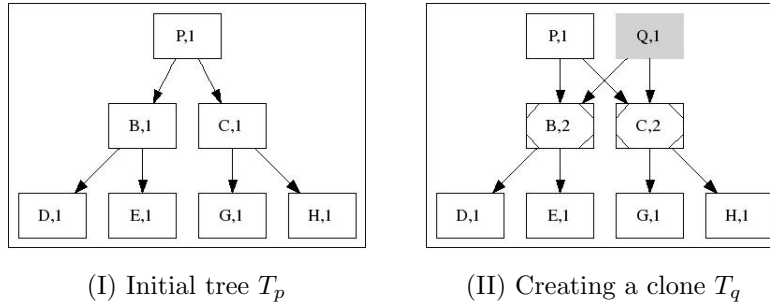 P,1
B,1 C,1
D,1 E,1 G,1 H,1
(I) Initial tree T_p
P,1 Q,1
B,2 C,2
D,1 E,1 G,1 H,1
(II) Creating a clone T_q